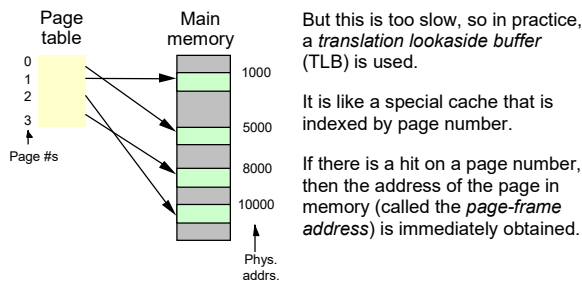 Page
table
Main
memory
0
1
2
3
Page #s
1000
5000
8000
10000
Phys.
addrs.
But this is too slow, so in practice,
a translation lookaside buffer
(TLB) is used.
It is like a special cache that is
indexed by page number.
If there is a hit on a page number,
then the address of the page in
memory (called the page-frame
address) is immediately obtained.